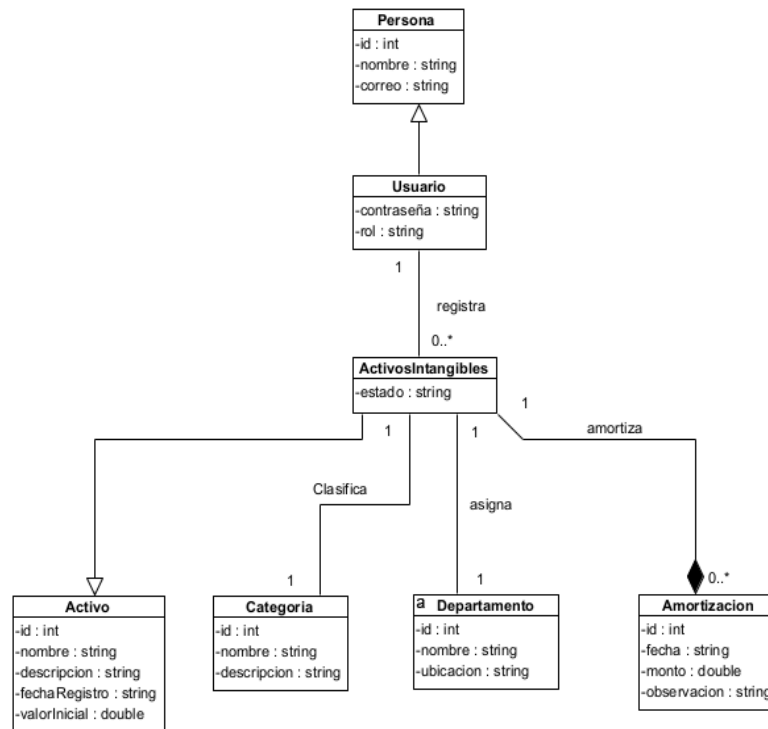 Persona
-id : int
-nombre : string
-correo : string
Usuario
-contraseña : string
-rol : string
1
registra
0..*
ActivosIntangibles
-estado : string
1
1
1
amortiza
Clasifica
asigna
1
1
0..*
Activo
-id : int
-nombre : string
-descripcion : string
-fechaRegistro : string
-valorInicial : double
Categoria
-id : int
-nombre : string
-descripcion : string
a Departamento
-id : int
-nombre : string
-ubicacion : string
Amortizacion
-id : int
-fecha : string
-monto : double
-observacion : string